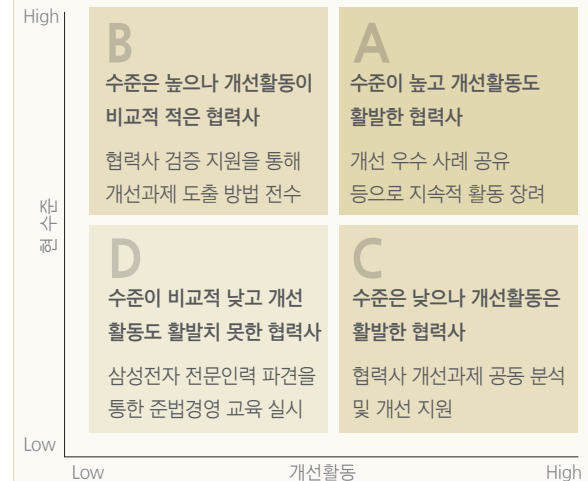 High
B
수준은 높으나 개선활동이
비교적 적은 협력사
협력사 검증 지원을 통해
개선과제 도출 방법 전수
A
수준이 높고 개선활동도
활발한 협력사
개선 우수 사례 공유
등으로 지속적 활동 장려
현 수준
D
수준이 비교적 낮고 개선
활동도 활발치 못한 협력사
삼성전자 전문인력 파견을
통한 준법경영 교육 실시
C
수준은 낮으나 개선활동은
활발한 협력사
협력사 개선과제 공동 분석
및 개선 지원
Low
Low 개선활동 High